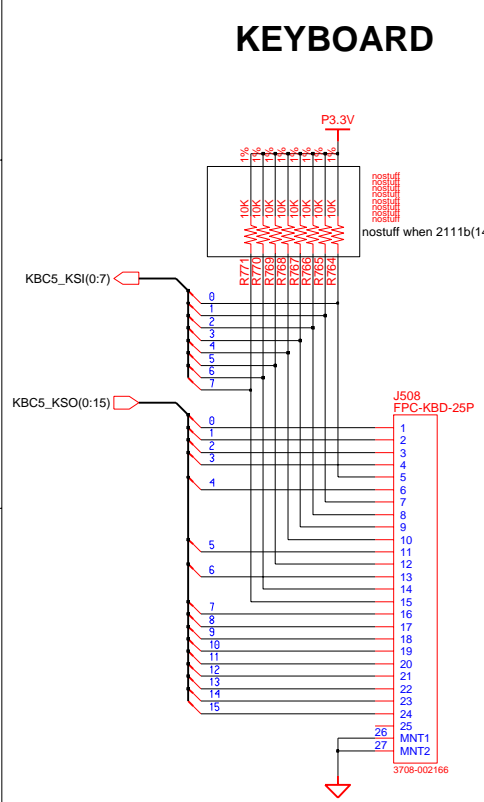 KEYBOARD
P3.3V
1% 1% 1% 1% 1% 1% 1% 1%
10K 10K 10K 10K 10K 10K 10K 10K
nostuff
nostuff
nostuff
nostuff
nostuff
nostuff
nostuff
nostuff
nostuff when 2111b(14
R771 R770 R769 R768 R767 R766 R765 R764
KBC5_KSI(0:7)
0
1
2
3
4
5
6
7
KBC5_KSO(0:15)
J508
FPC-KBD-25P
0 1
1 2
2 3
3 4
5
4 6
7
8
9
10
5 11
12
6 13
14
15
7 16
8 17
9 18
10 19
11 20
12 21
13 22
14 23
15 24
25
26 MNT1
27 MNT2
3708-002166